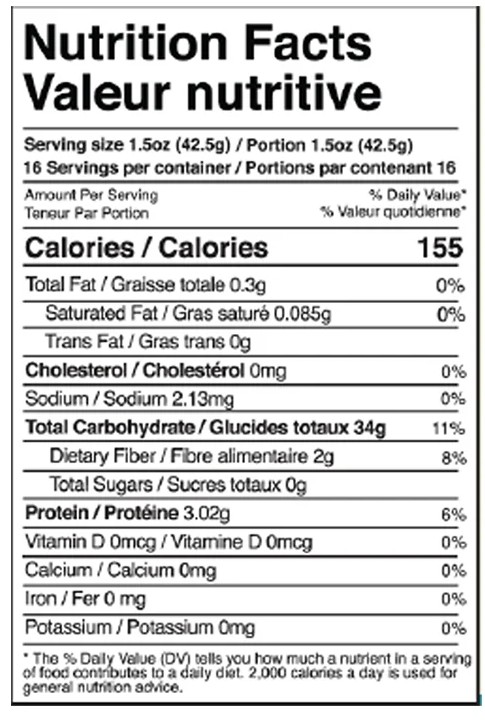 Nutrition Facts
Valeur nutritive
Serving size 1.5oz (42.5g) / Portion 1.5oz (42.5g)
16 Servings per container / Portions par contenant 16
Amount Per Serving % Daily Value*
Teneur Par Portion % Valeur quotidienne*
Calories / Calories 155
Total Fat / Graisse totale 0.3g 0%
Saturated Fat / Gras saturé 0.085g 0%
Trans Fat / Gras trans 0g
Cholesterol / Cholestérol 0mg 0%
Sodium / Sodium 2.13mg 0%
Total Carbohydrate / Glucides totaux 34g 11%
Dietary Fiber / Fibre alimentaire 2g 8%
Total Sugars / Sucres totaux 0g
Protein / Protéine 3.02g 6%
Vitamin D 0mcg / Vitamine D 0mcg 0%
Calcium / Calcium 0mg 0%
Iron / Fer 0 mg 0%
Potassium / Potassium 0mg 0%
* The % Daily Value (DV) tells you how much a nutrient in a serving
of food contributes to a daily diet. 2,000 calories a day is used for
general nutrition advice.